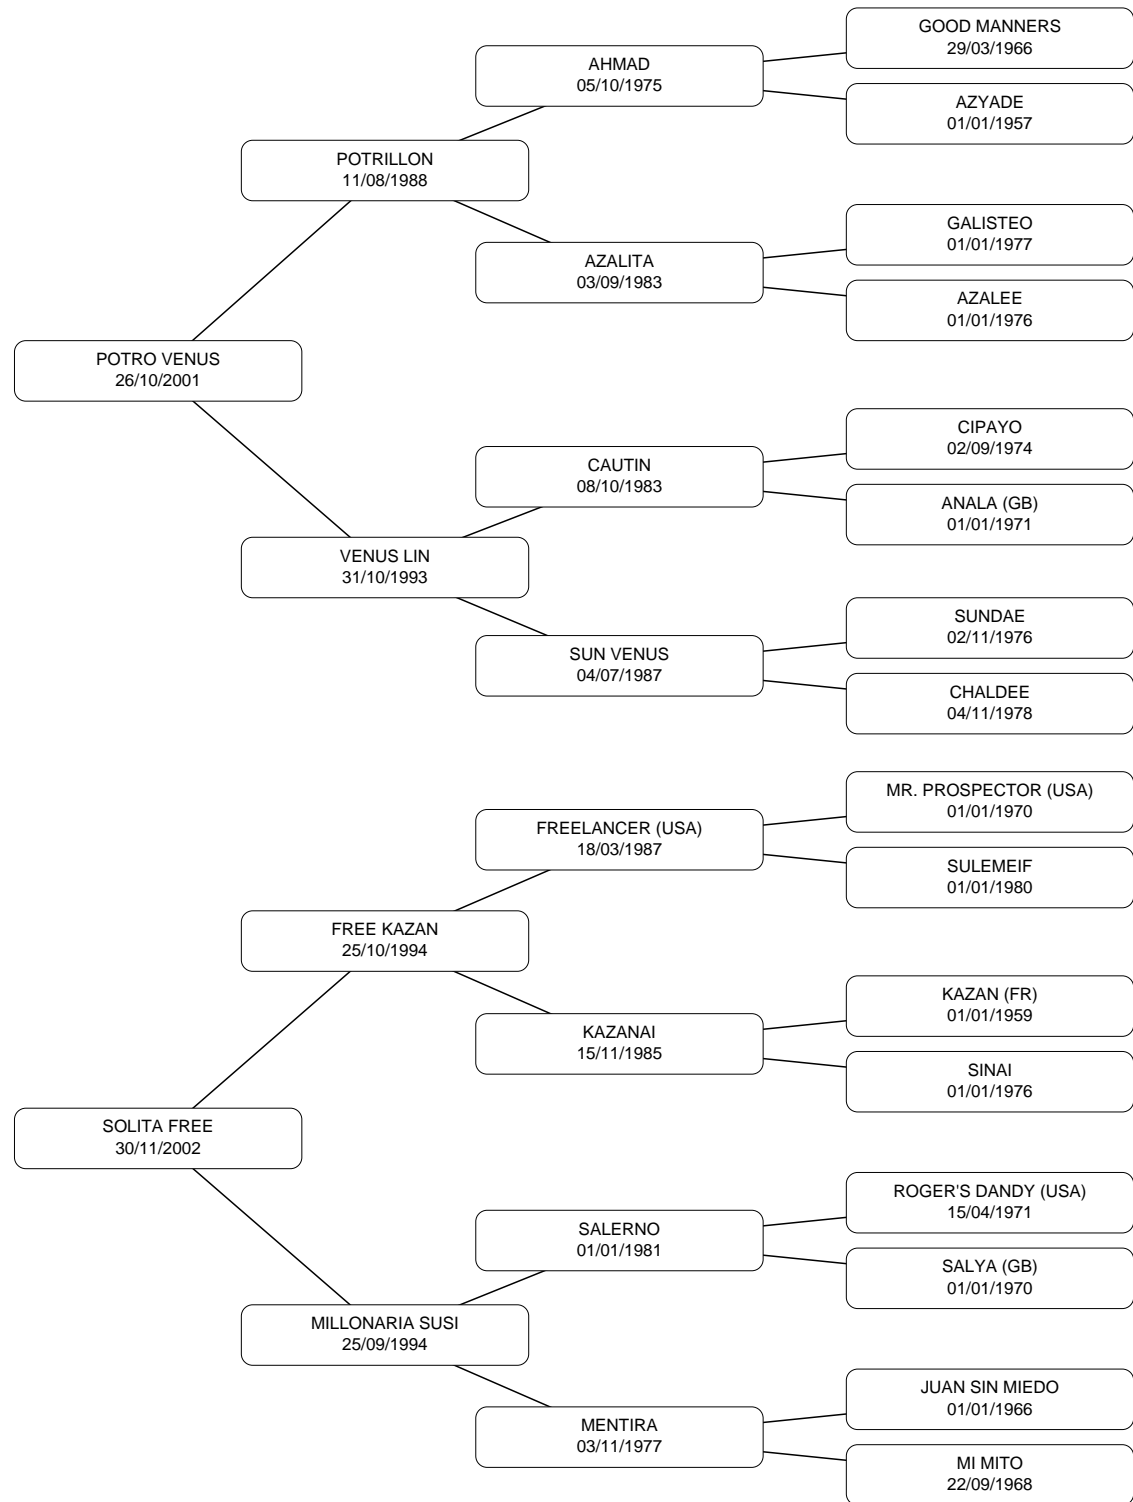 GOOD MANNERS
29/03/1966
AHMAD
05/10/1975
AZYADE
01/01/1957
POTRILLON
11/08/1988
GALISTEO
01/01/1977
AZALITA
03/09/1983
AZALEE
01/01/1976
POTRO VENUS
26/10/2001
CIPAYO
02/09/1974
CAUTIN
08/10/1983
ANALA (GB)
01/01/1971
VENUS LIN
31/10/1993
SUNDAE
02/11/1976
SUN VENUS
04/07/1987
CHALDEE
04/11/1978
MR. PROSPECTOR (USA)
01/01/1970
FREELANCER (USA)
18/03/1987
SULEMEIF
01/01/1980
FREE KAZAN
25/10/1994
KAZAN (FR)
01/01/1959
KAZANAI
15/11/1985
SINAI
01/01/1976
SOLITA FREE
30/11/2002
ROGER'S DANDY (USA)
15/04/1971
SALERNO
01/01/1981
SALYA (GB)
01/01/1970
MILLONARIA SUSI
25/09/1994
JUAN SIN MIEDO
01/01/1966
MENTIRA
03/11/1977
MI MITO
22/09/1968